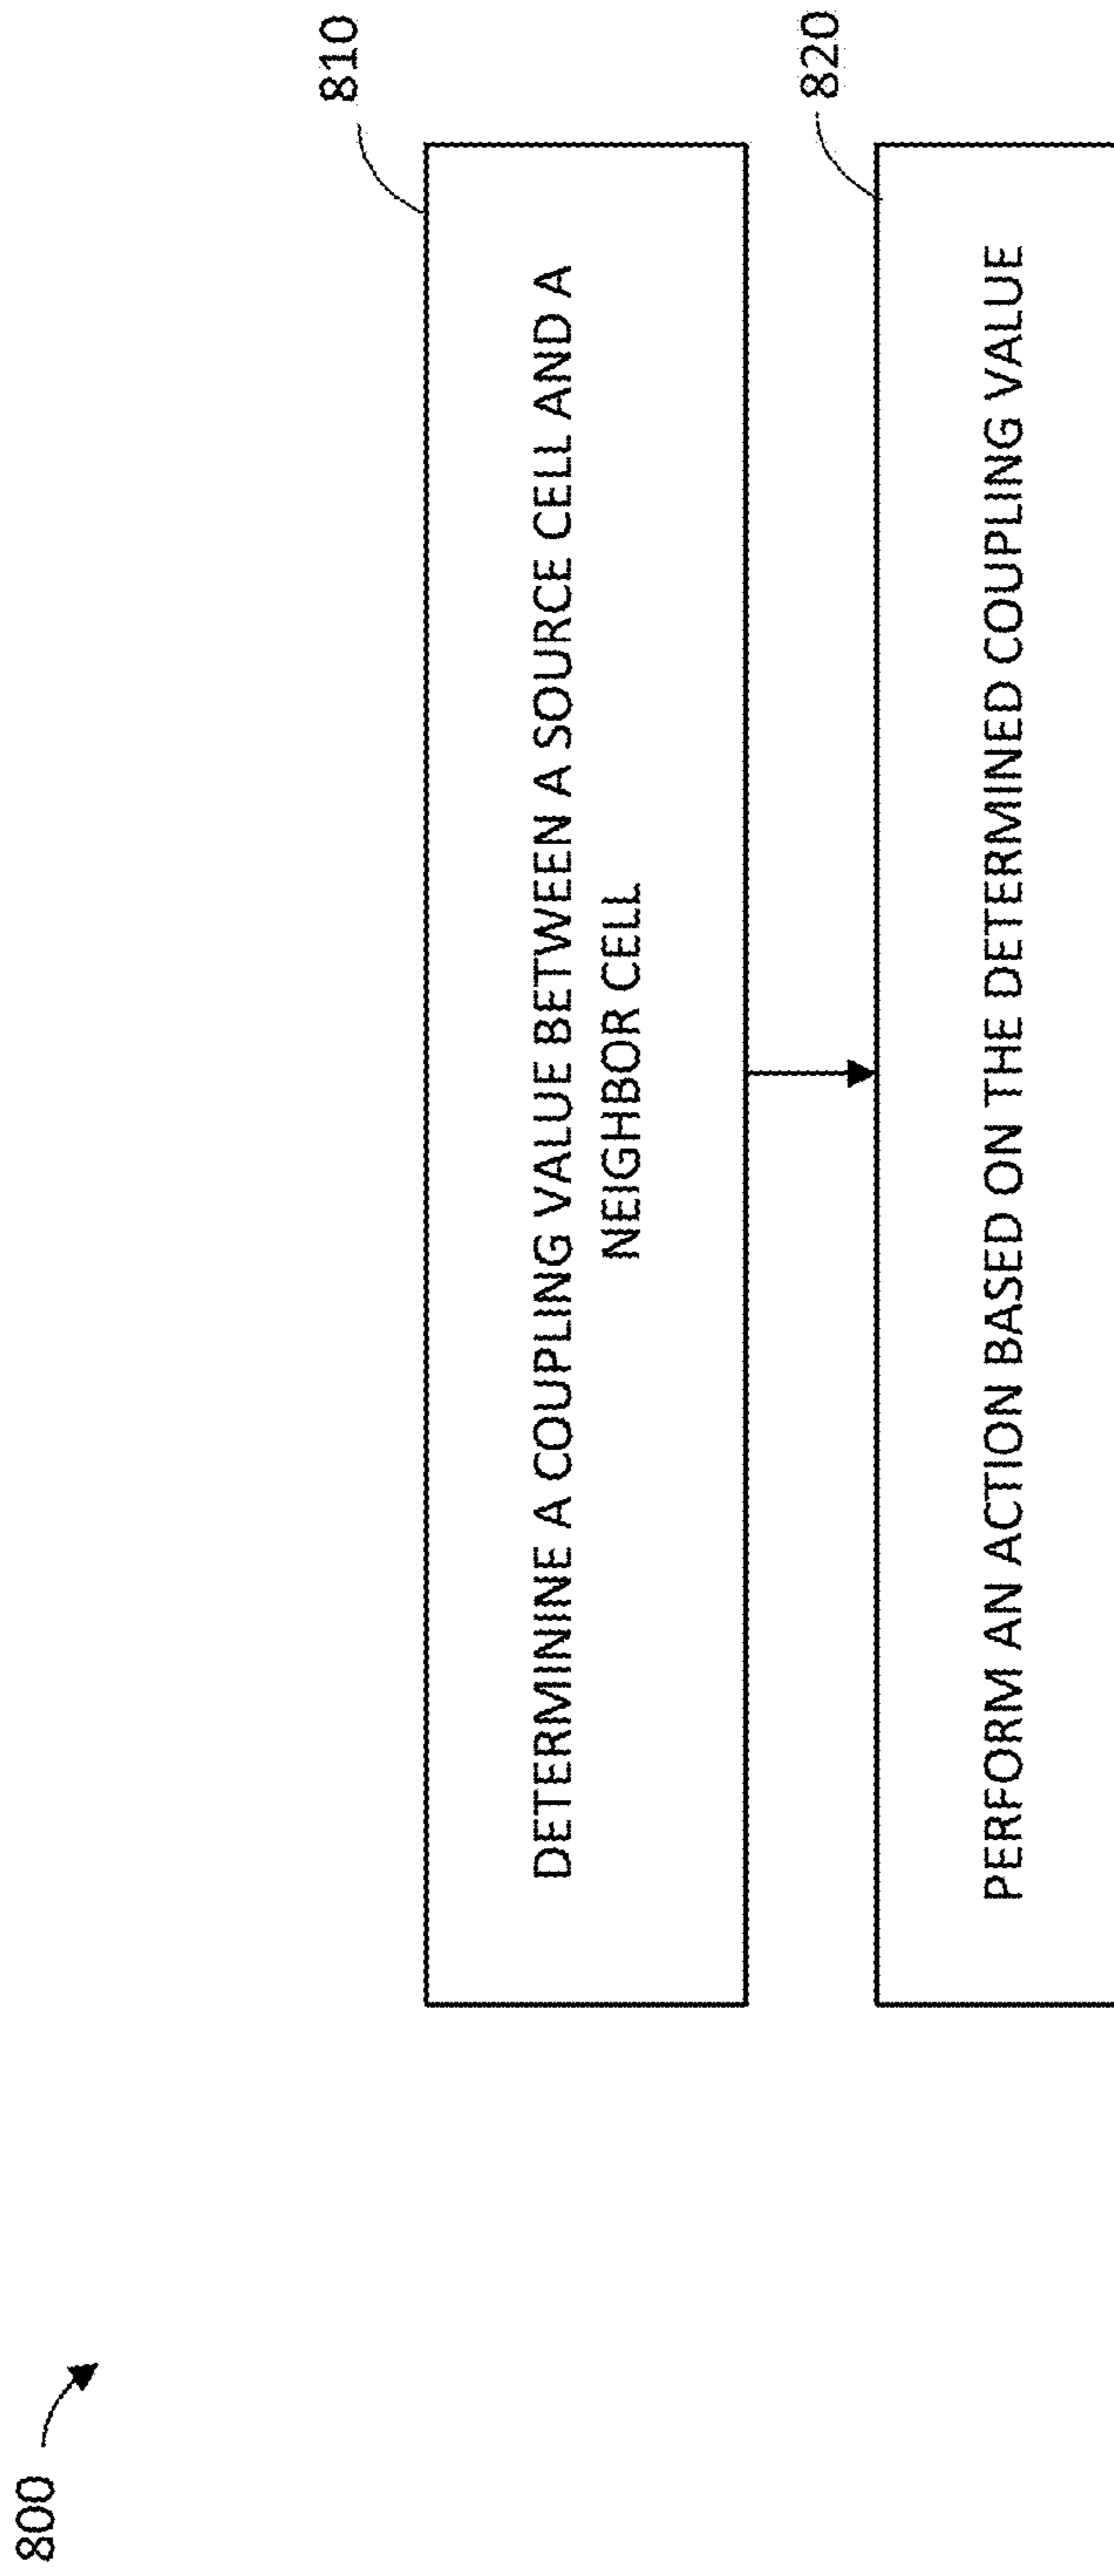 800
810
DETERMININE A COUPLING VALUE BETWEEN A SOURCE CELL AND A
NEIGHBOR CELL
820
PERFORM AN ACTION BASED ON THE DETERMINED COUPLING VALUE